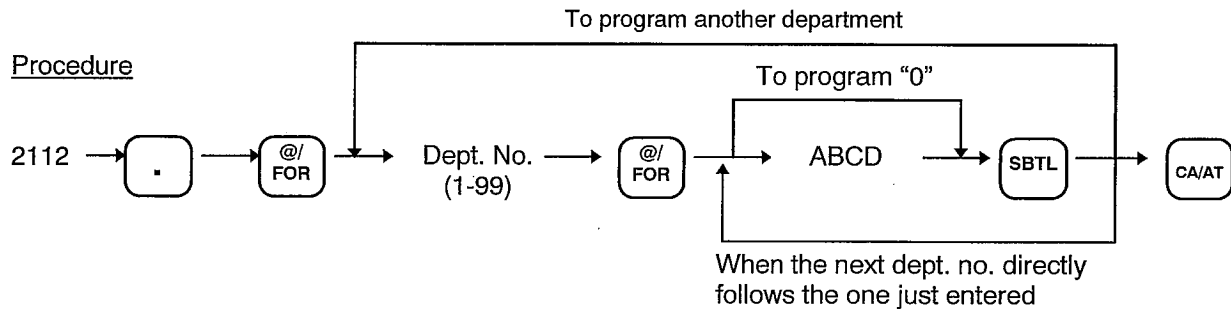 To program another department
Procedure
To program “0”
2112 . @/ FOR Dept. No. (1-99) @/ FOR ABCD SBTL CA/AT
When the next dept. no. directly
follows the one just entered